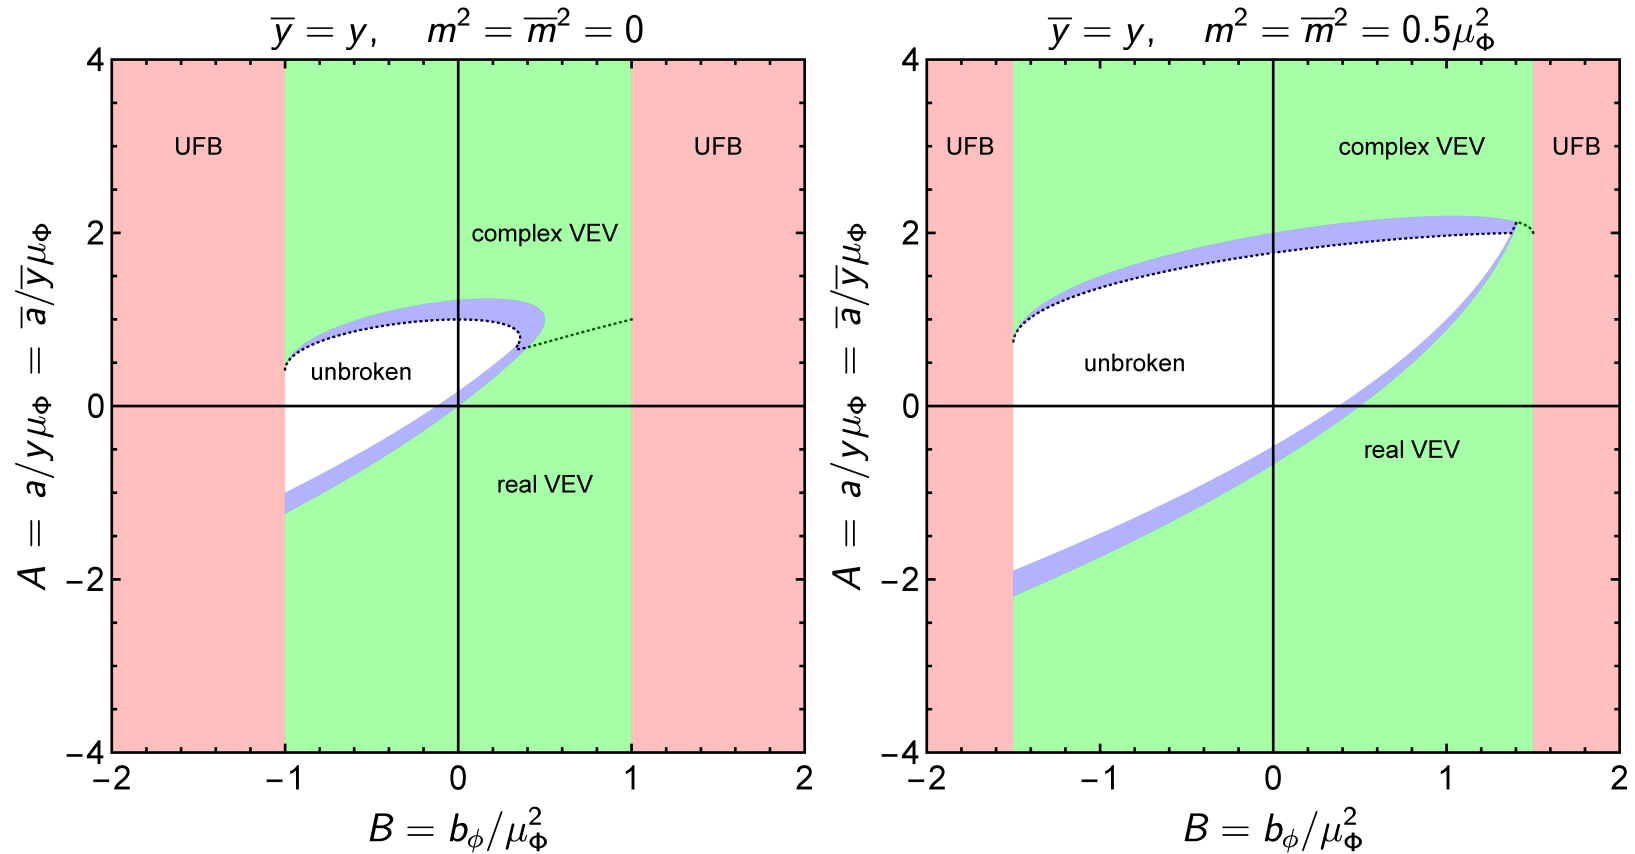 y̅ = y, m² = m̅² = 0
4
2
0
−2
−4
−2
−1
0
1
2
UFB
UFB
complex VEV
unbroken
real VEV
A = a/yμ_Φ = a̅/y̅μ_Φ
B = b_ϕ/μ²_Φ
y̅ = y, m² = m̅² = 0.5μ²_Φ
4
2
0
−2
−4
−2
−1
0
1
2
UFB
complex VEV
UFB
unbroken
real VEV
A = a/yμ_Φ = a̅/y̅μ_Φ
B = b_ϕ/μ²_Φ